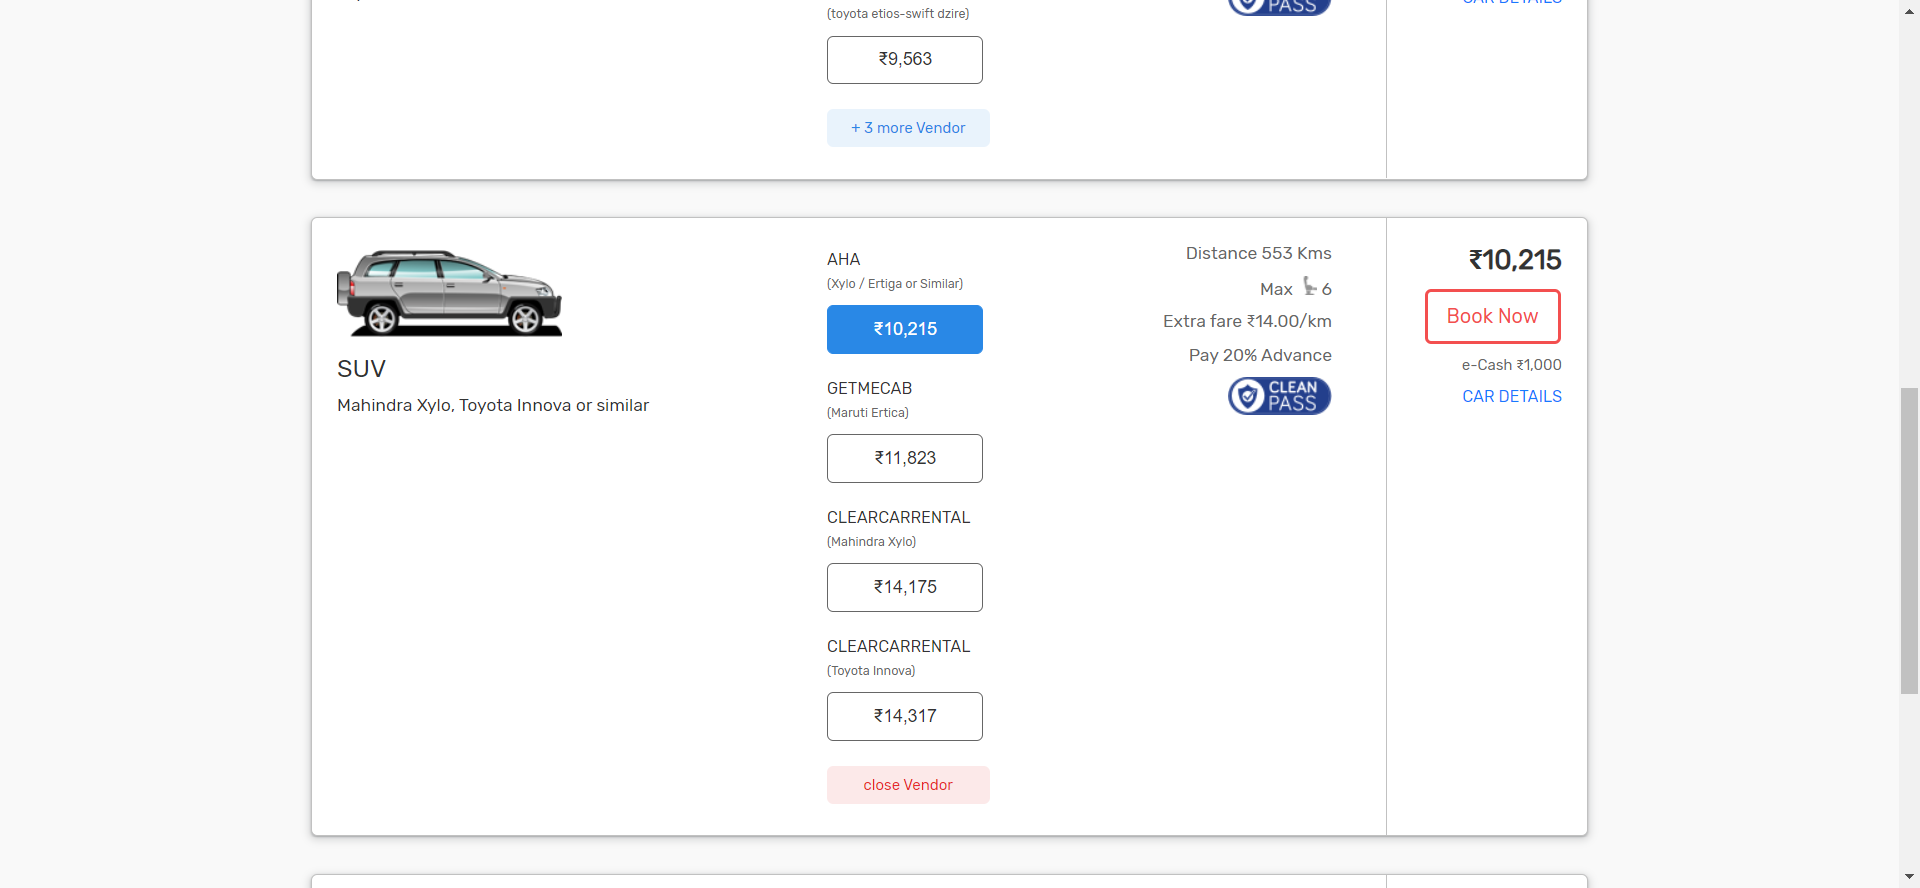 (toyota etios-swift dzire)
₹9,563
+ 3 more Vendor
PASS
CAR DETAILS
SUV
Mahindra Xylo, Toyota Innova or similar
AHA
(Xylo / Ertiga or Similar)
₹10,215
GETMECAB
(Maruti Ertica)
₹11,823
CLEARCARRENTAL
(Mahindra Xylo)
₹14,175
CLEARCARRENTAL
(Toyota Innova)
₹14,317
close Vendor
Distance 553 Kms
Max 6
Extra fare ₹14.00/km
Pay 20% Advance
CLEAN
PASS
₹10,215
Book Now
e-Cash ₹1,000
CAR DETAILS